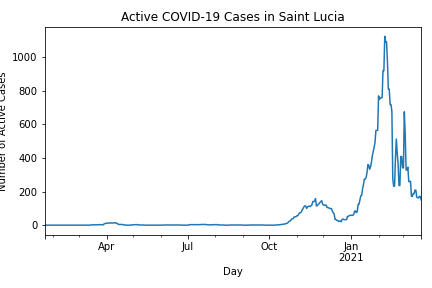 Active COVID-19 Cases in Saint Lucia
Number of Active Cases
1000
800
600
400
200
0
Apr
Jul
Oct
Jan
2021
Day